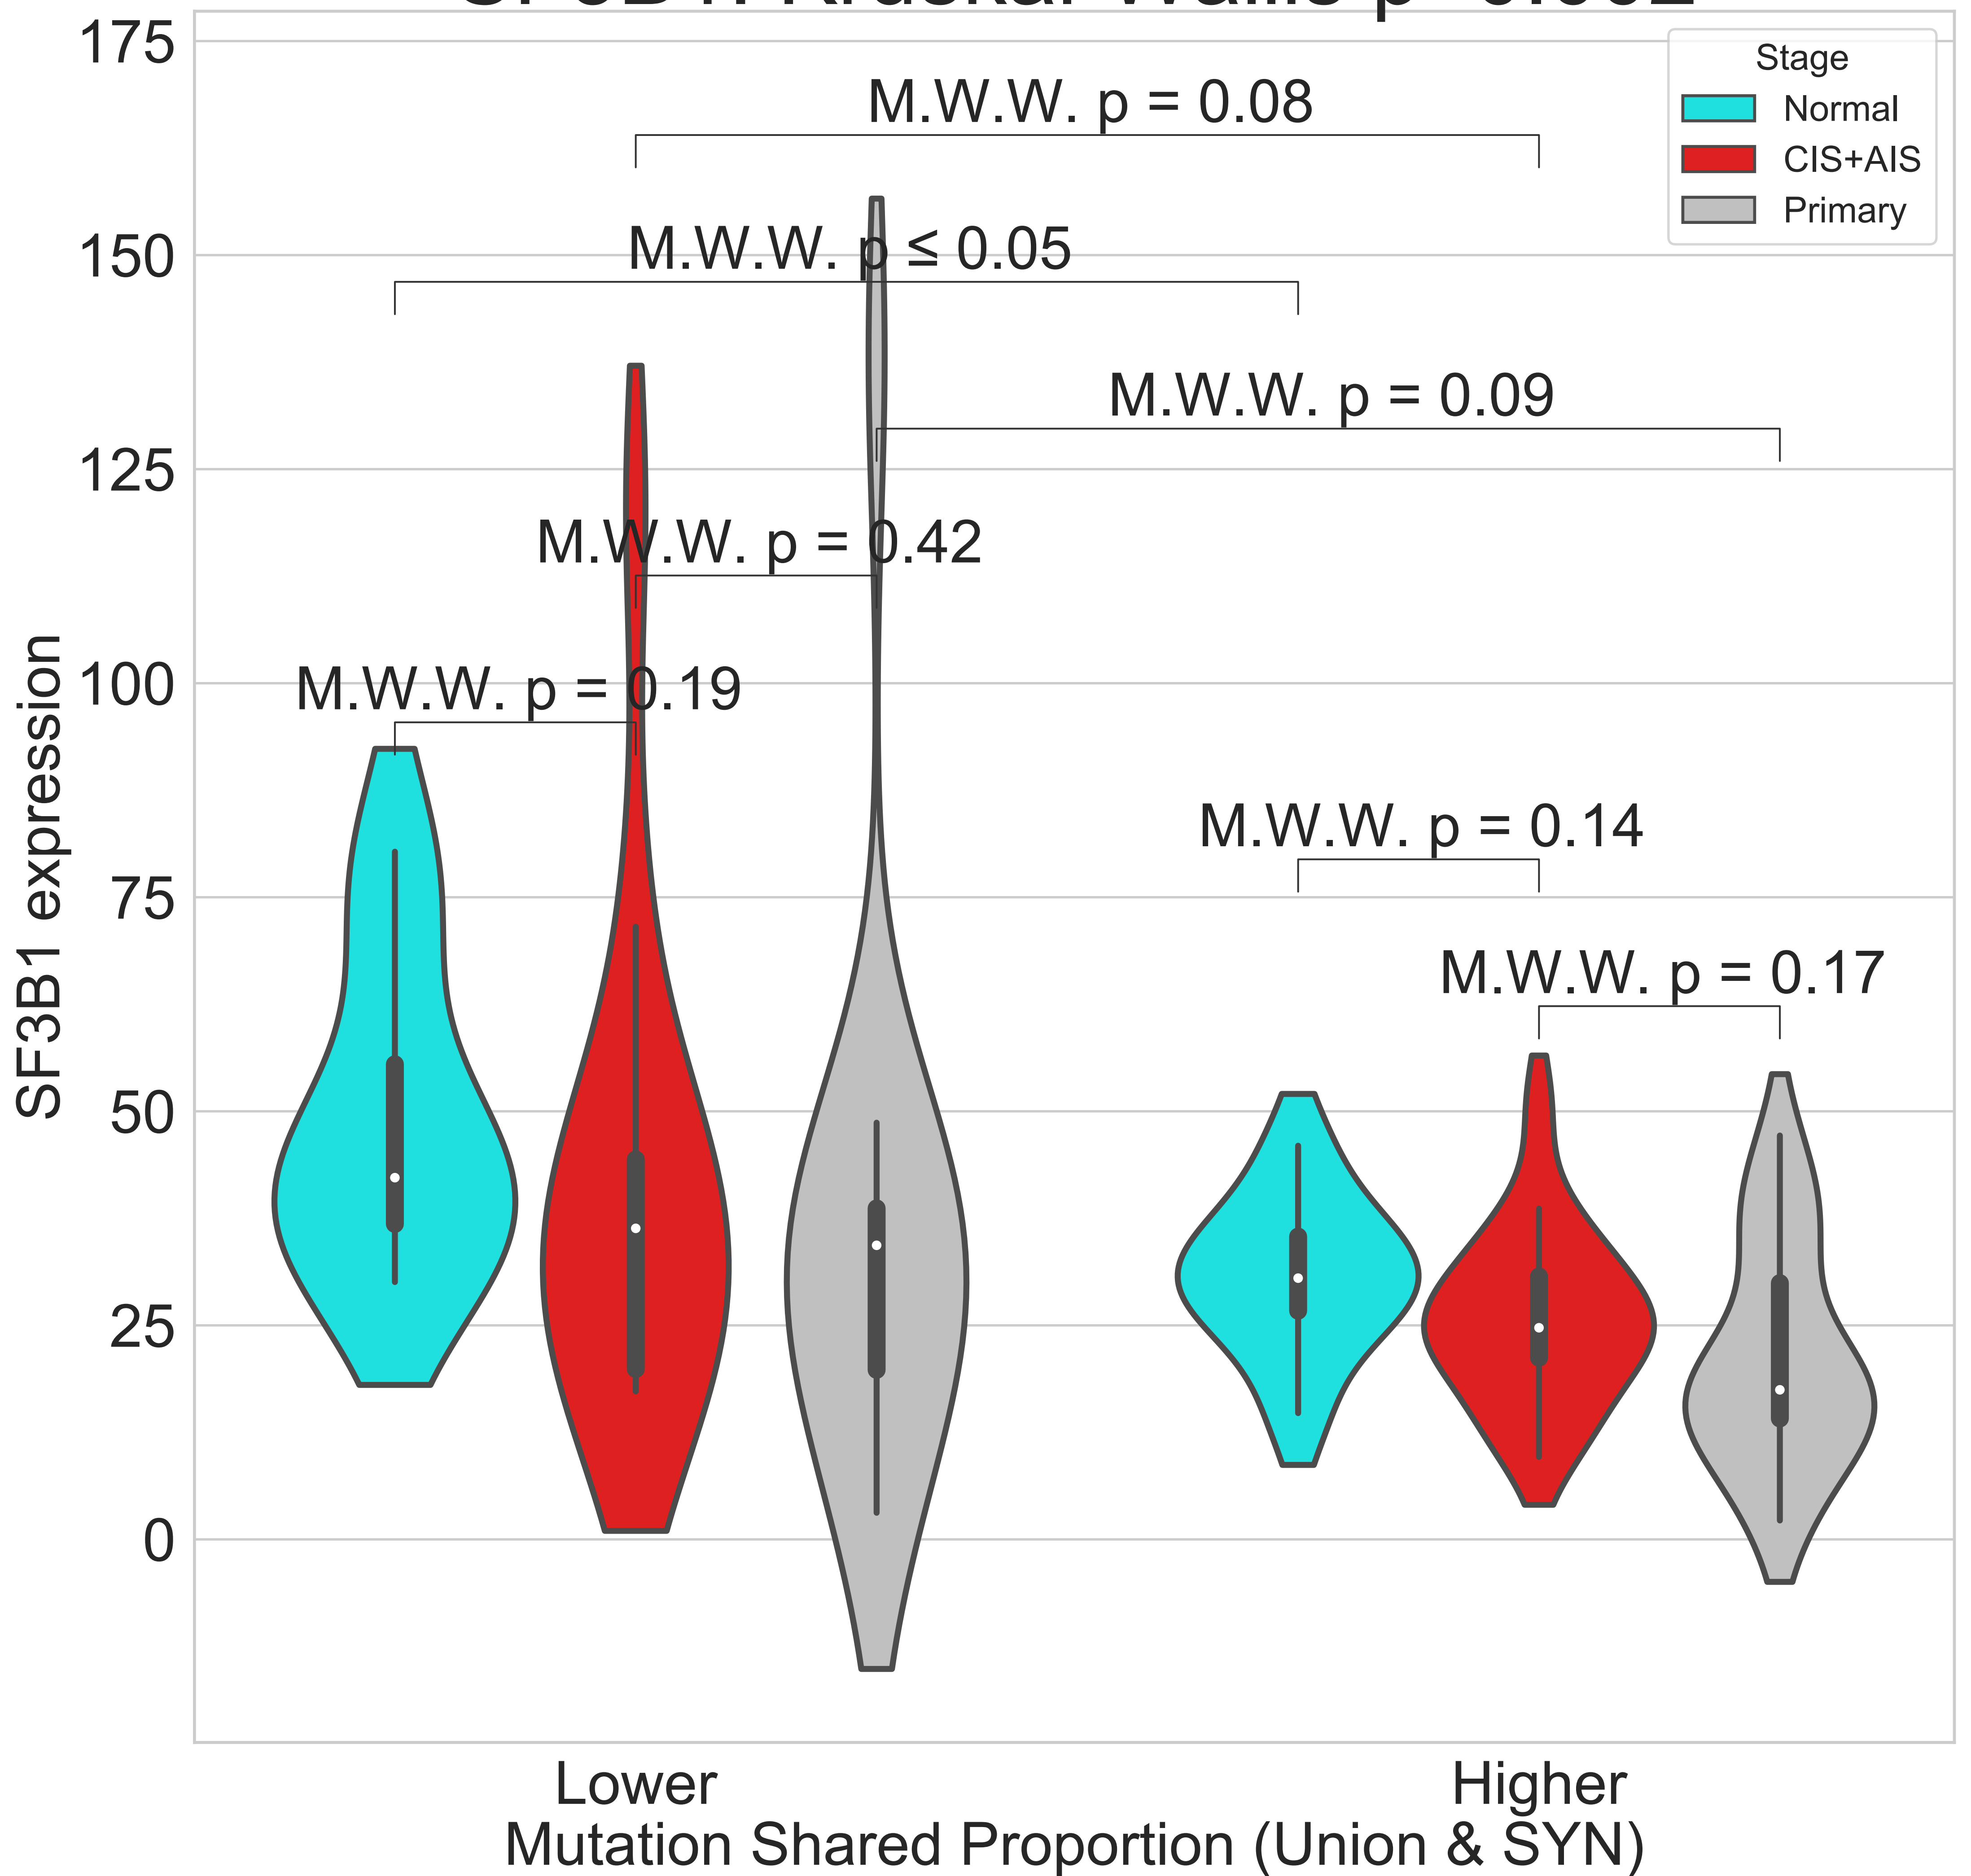 175
Stage
Normal
CIS+AIS
Primary
M.W.W. p = 0.08
150
M.W.W. p ≤ 0.05
M.W.W. p = 0.09
125
M.W.W. p = 0.42
100
M.W.W. p = 0.19
M.W.W. p = 0.14
75
M.W.W. p = 0.17
50
25
0
SF3B1 expression
Lower
Higher
Mutation Shared Proportion (Union & SYN)